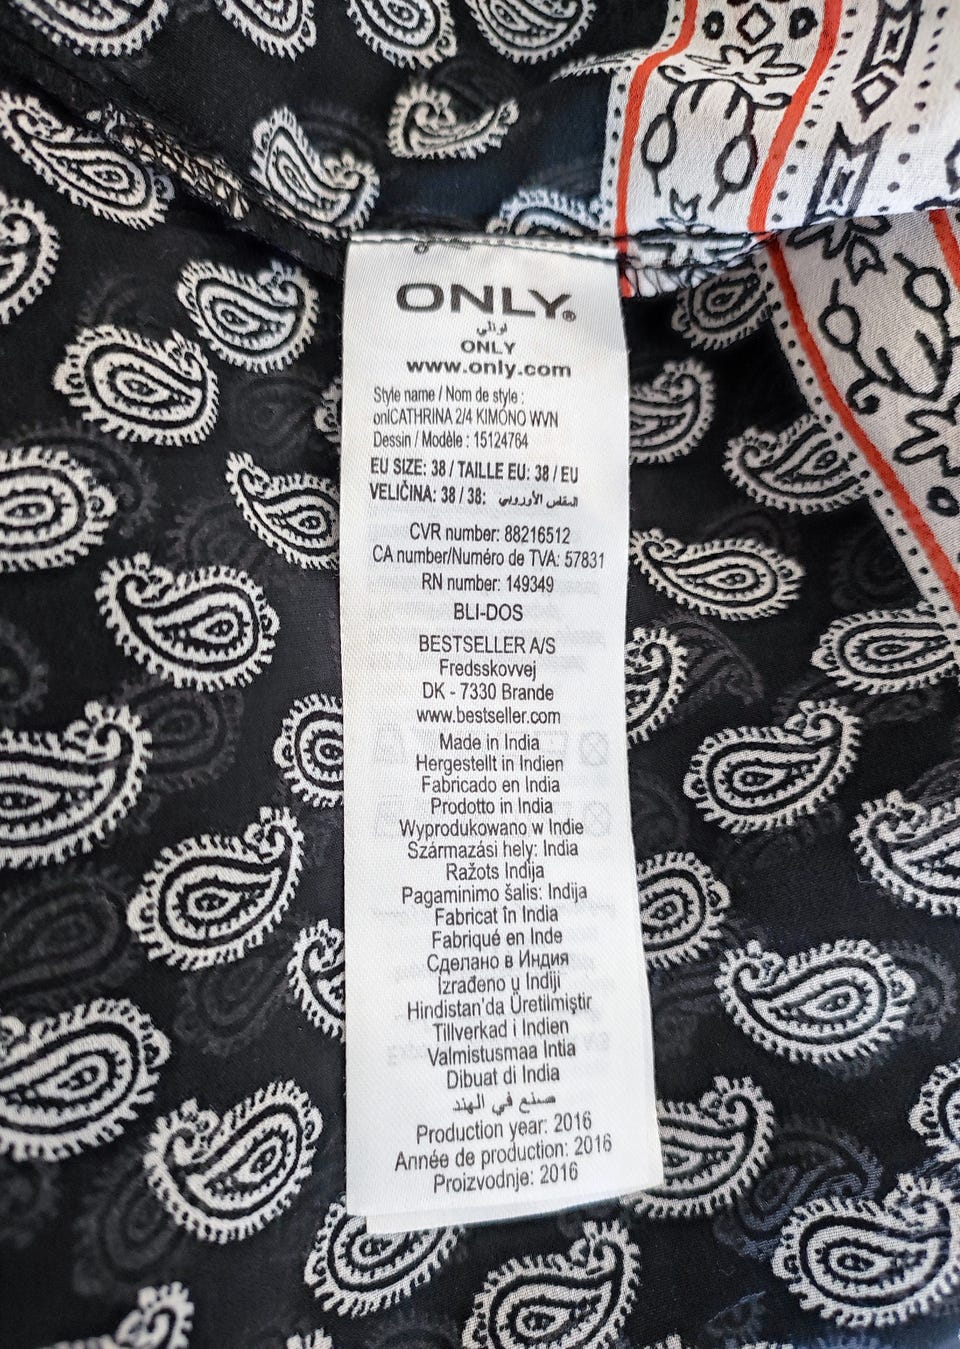 ONLY®
اونلي
ONLY
www.only.com
Style name / Nom de style :
onlCATHRINA 2/4 KIMONO WVN
Dessin / Modèle : 15124764
EU SIZE: 38 / TAILLE EU: 38 / EU
VELIČINA: 38 / 38: المقاس الأوروبي
CVR number: 88216512
CA number/Numéro de TVA: 57831
RN number: 149349
BLI-DOS
BESTSELLER A/S
Fredsskovvej
DK - 7330 Brande
www.bestseller.com
Made in India
Hergestellt in Indien
Fabricado en India
Prodotto in India
Wyprodukowano w Indie
Származási hely: India
Ražots Indija
Pagaminimo šalis: Indija
Fabricat în India
Fabriqué en Inde
Сделано в Индия
Izrađeno u Indiji
Hindistan'da Üretilmiştir
Tillverkad i Indien
Valmistusmaa Intia
Dibuat di India
صنع في الهند
Production year: 2016
Année de production: 2016
Proizvodnje: 2016